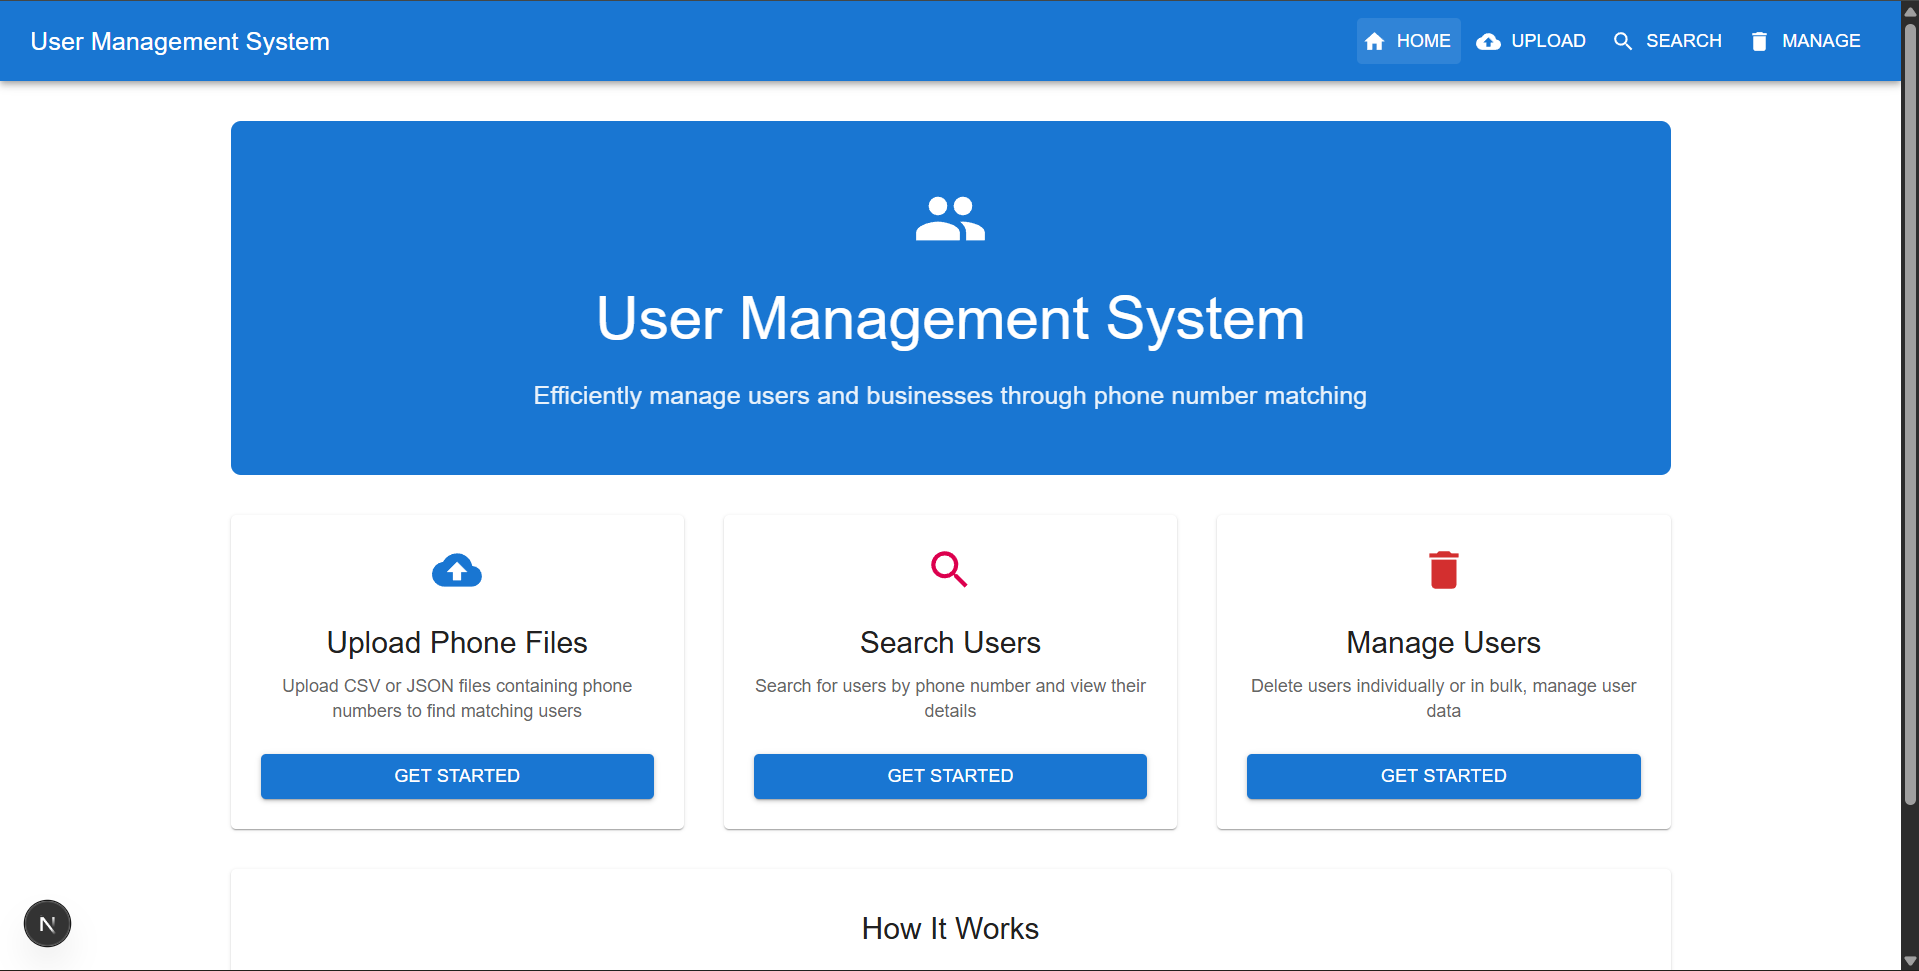 User Management System
HOME
UPLOAD
SEARCH
MANAGE
User Management System
Efficiently manage users and businesses through phone number matching
Upload Phone Files
Upload CSV or JSON files containing phone
numbers to find matching users
GET STARTED
Search Users
Search for users by phone number and view their
details
GET STARTED
Manage Users
Delete users individually or in bulk, manage user
data
GET STARTED
How It Works
N